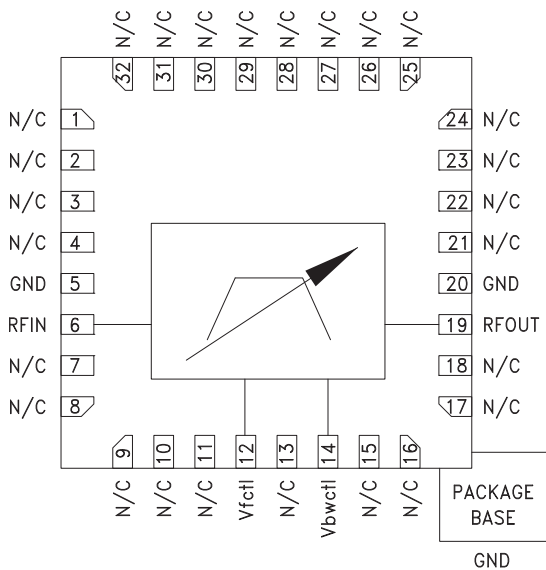 N/C N/C N/C N/C N/C N/C N/C N/C
32 31 30 29 28 27 26 25
N/C 1
N/C 2
N/C 3
N/C 4
GND 5
RFIN 6
N/C 7
N/C 8
24 N/C
23 N/C
22 N/C
21 N/C
20 GND
19 RFOUT
18 N/C
17 N/C
9 10 11 12 13 14 15 16
N/C N/C N/C Vfctl N/C Vbwctl N/C N/C
PACKAGE
BASE
GND